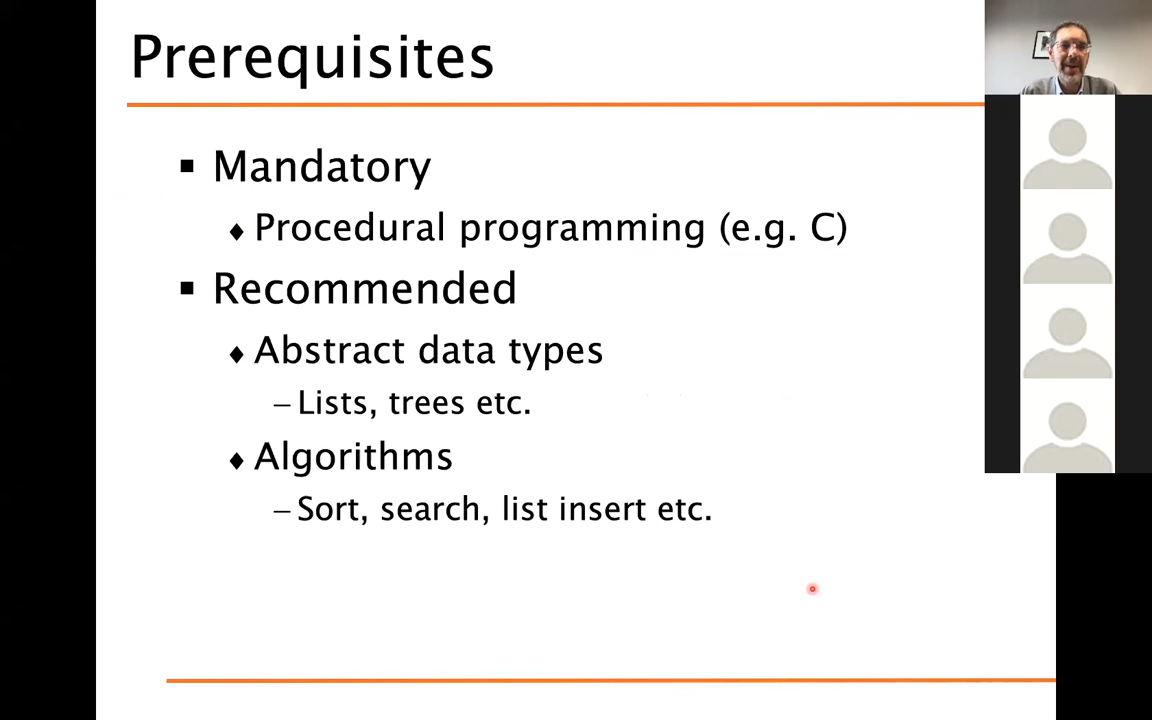 Prerequisites
▪ Mandatory
♦ Procedural programming (e.g. C)
▪ Recommended
♦ Abstract data types
– Lists, trees etc.
♦ Algorithms
– Sort, search, list insert etc.